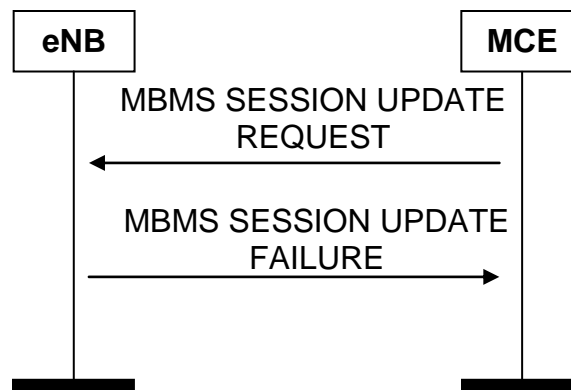 eNB
MCE
MBMS SESSION UPDATE
REQUEST
MBMS SESSION UPDATE
FAILURE